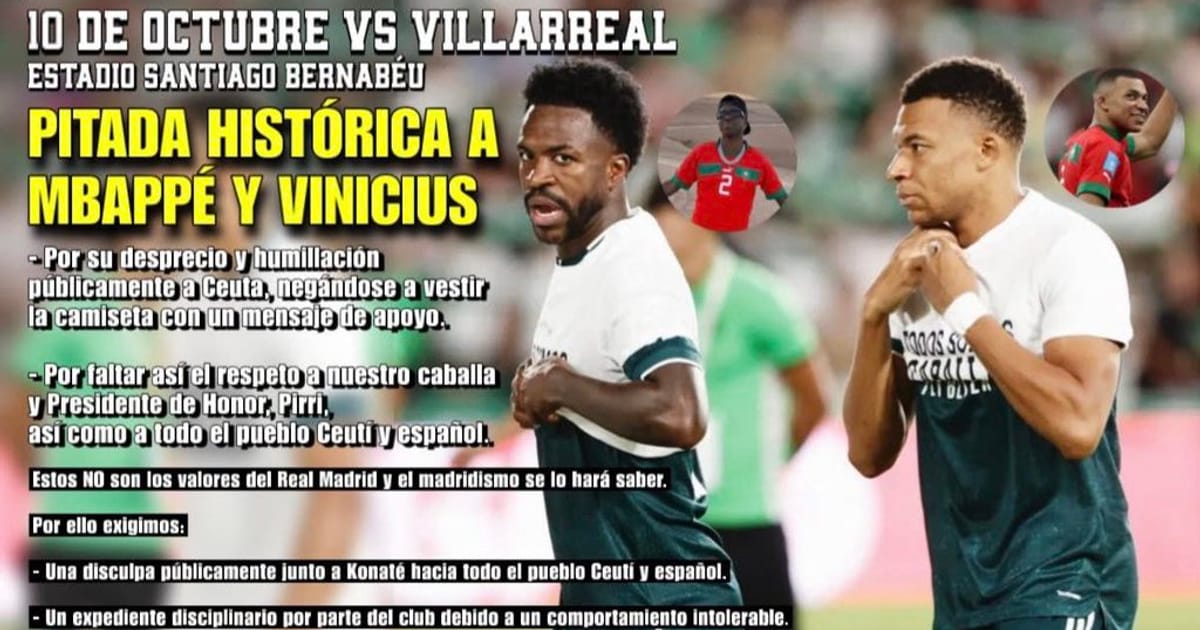 10 DE OCTUBRE VS VILLARREAL
ESTADIO SANTIAGO BERNABÉU
PITADA HISTÓRICA A
MBAPPÉ Y VINICIUS
- Por su desprecio y humillación
públicamente a Ceuta, negándose a vestir
la camiseta con un mensaje de apoyo.
- Por faltar así el respeto a nuestro caballa
y Presidente de Honor, Pirri,
así como a todo el pueblo Ceutí y español.
Estos NO son los valores del Real Madrid y el madridismo se lo hará saber.
Por ello exigimos:
- Una disculpa públicamente junto a Konaté hacia todo el pueblo Ceutí y español.
- Un expediente disciplinario por parte del club debido a un comportamiento intolerable.
2